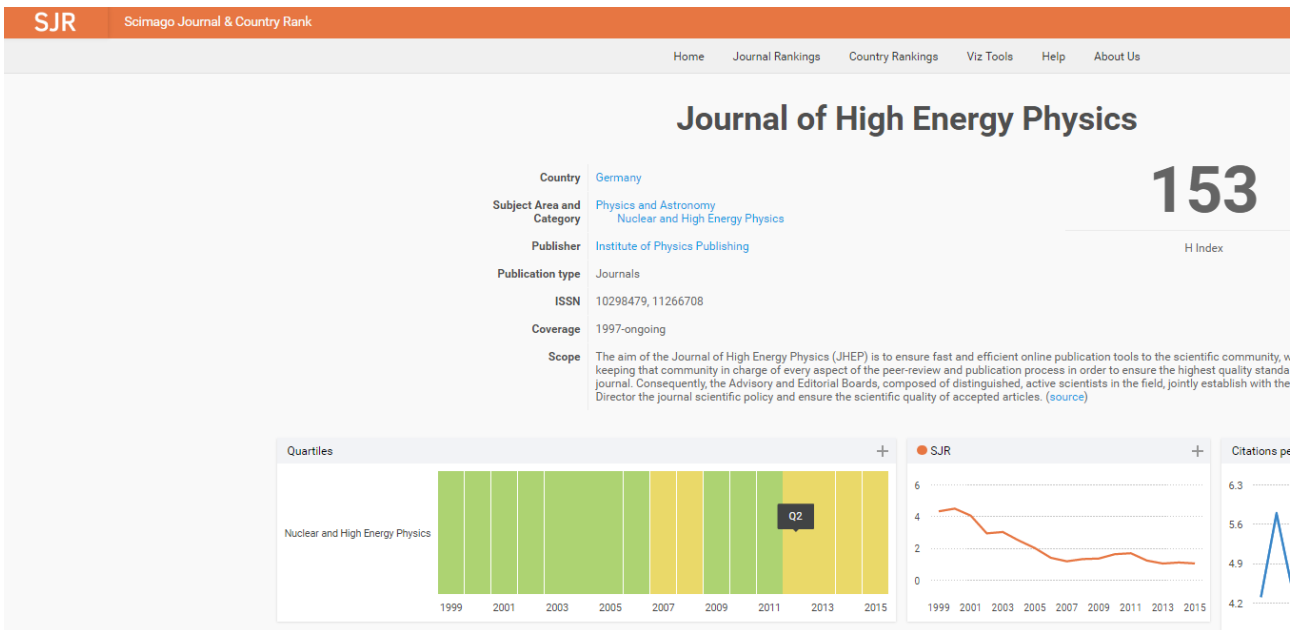 SJR Scimago Journal & Country Rank
Home Journal Rankings Country Rankings Viz Tools Help About Us
Journal of High Energy Physics
Country Germany
Subject Area and Category Physics and Astronomy
Nuclear and High Energy Physics
Publisher Institute of Physics Publishing
Publication type Journals
ISSN 10298479, 11266708
Coverage 1997-ongoing
Scope The aim of the Journal of High Energy Physics (JHEP) is to ensure fast and efficient online publication tools to the scientific community, w
keeping that community in charge of every aspect of the peer-review and publication process in order to ensure the highest quality standa
journal. Consequently, the Advisory and Editorial Boards, composed of distinguished, active scientists in the field, jointly establish with the
Director the journal scientific policy and ensure the scientific quality of accepted articles. (source)
153
H Index
Quartiles
Nuclear and High Energy Physics
Q2
1999 2001 2003 2005 2007 2009 2011 2013 2015
SJR
6
4
2
0
1999 2001 2003 2005 2007 2009 2011 2013 2015
Citations pe
6.3
5.6
4.9
4.2